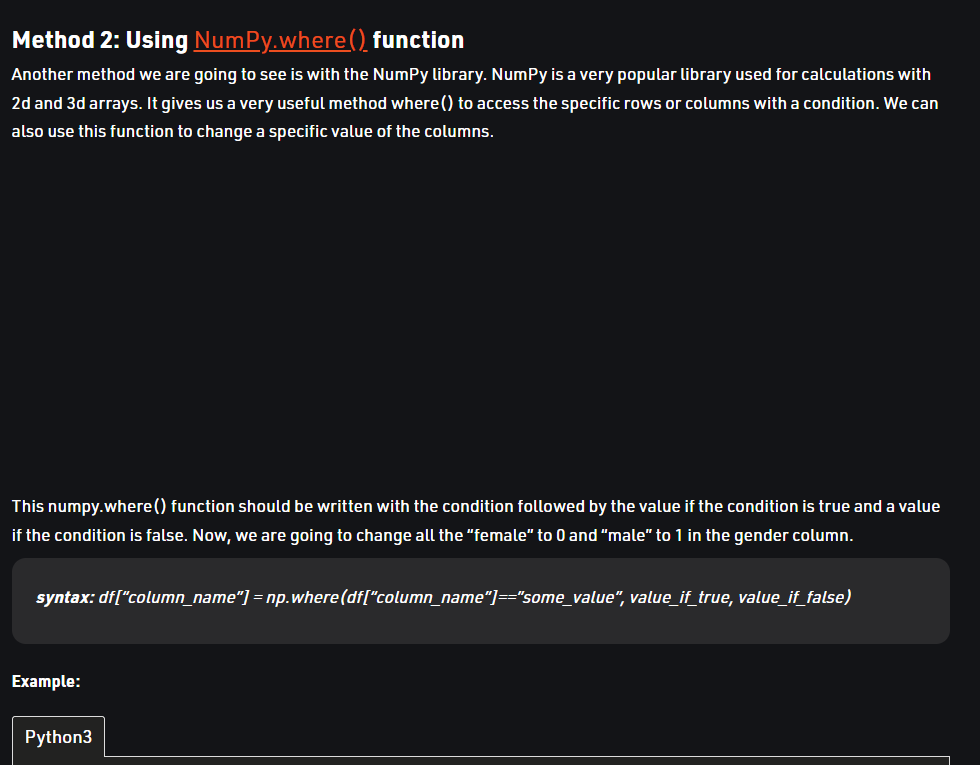 Method 2: Using NumPy.where() function
Another method we are going to see is with the NumPy library. NumPy is a very popular library used for calculations with
2d and 3d arrays. It gives us a very useful method where() to access the specific rows or columns with a condition. We can
also use this function to change a specific value of the columns.
This numpy.where() function should be written with the condition followed by the value if the condition is true and a value
if the condition is false. Now, we are going to change all the “female” to 0 and “male” to 1 in the gender column.
syntax: df[“column_name”] = np.where(df[“column_name”]==”some_value”, value_if_true, value_if_false)
Example:
Python3